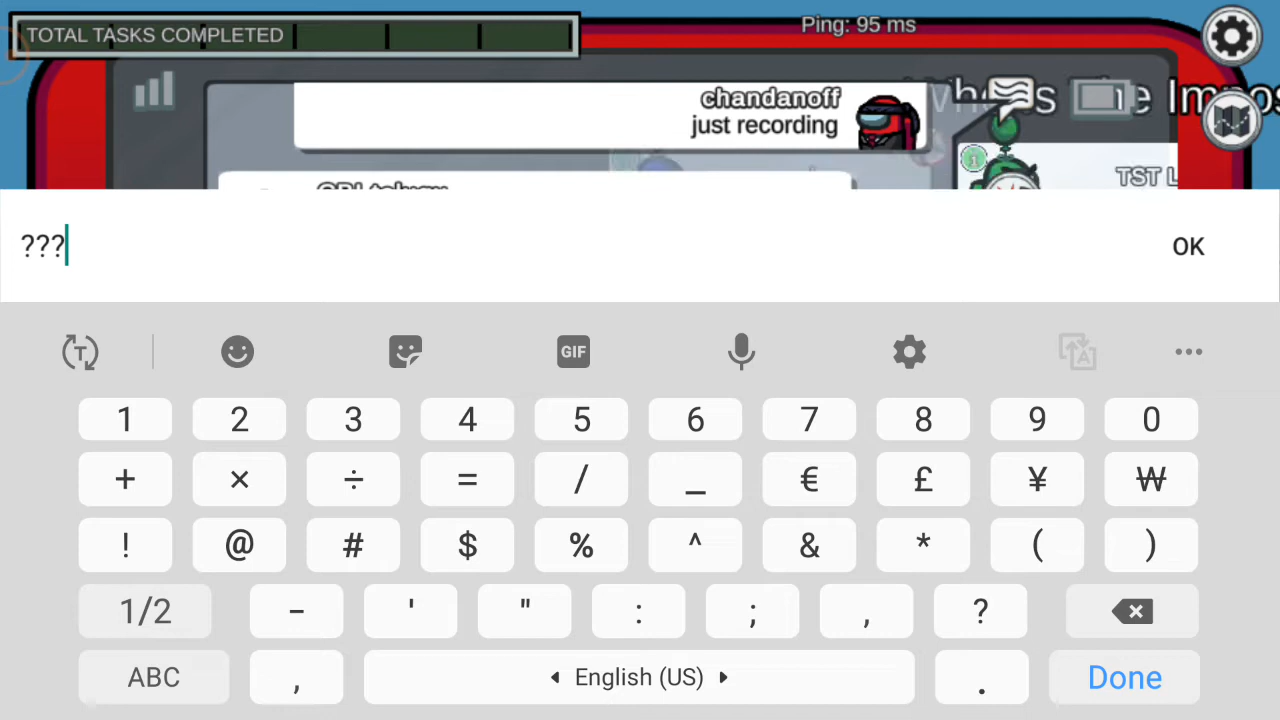 TOTAL TASKS COMPLETED
Ping: 95 ms
chandanoff
just recording
TST L
???
OK
GIF
1 2 3 4 5 6 7 8 9 0
+ × ÷ = / _ € £ ¥ ₩
! @ # $ % ^ & * ( )
1/2 - ' " : ; , ? 
ABC , English (US) . Done